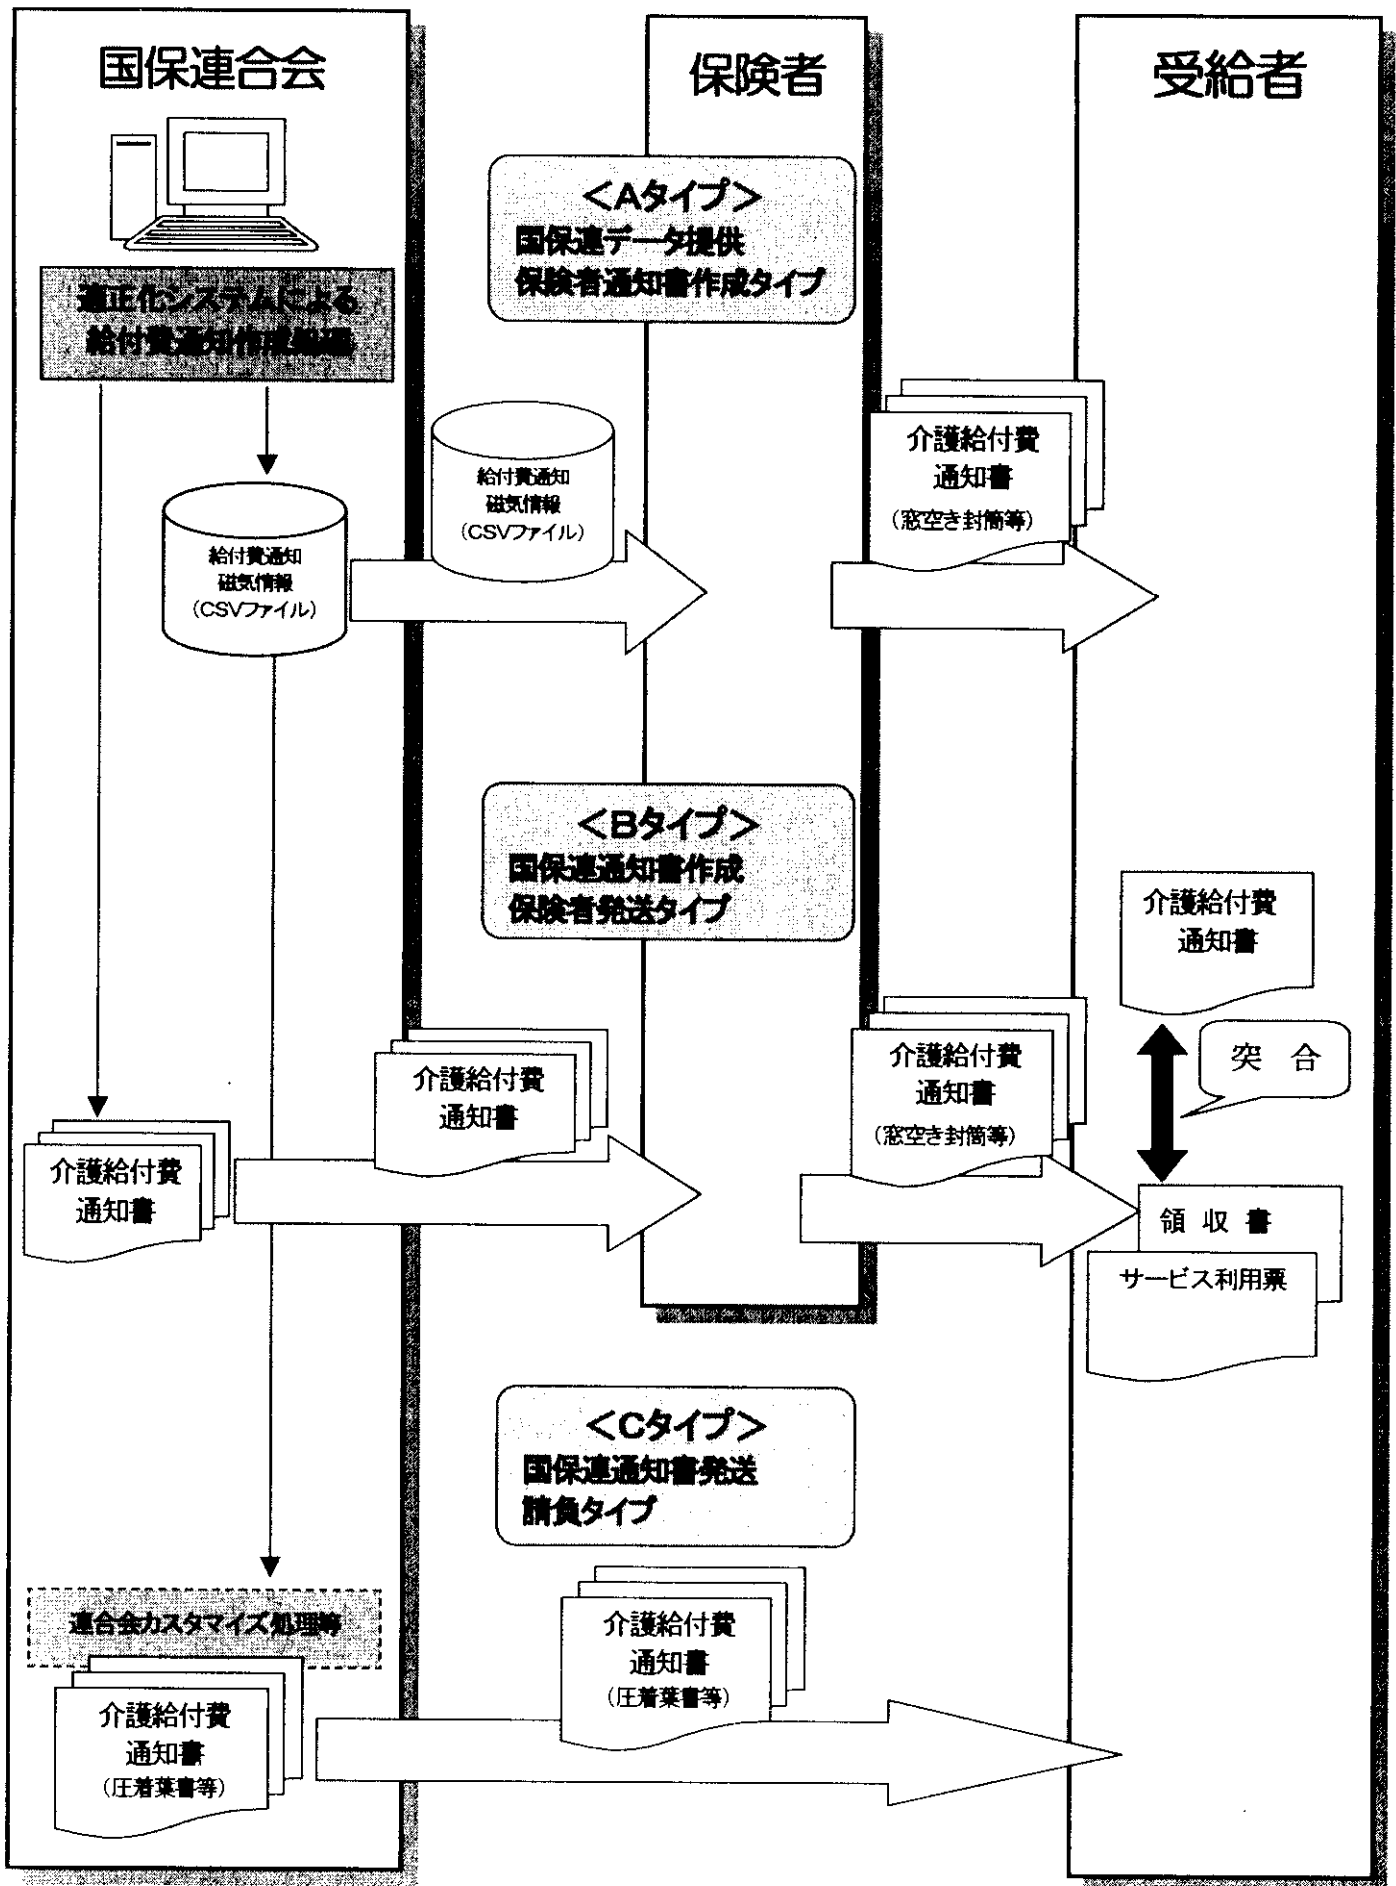 国保連合会
保険者
受給者
<Aタイプ>
国保連データ提供
保険者通知書作成タイプ
適正化システムによる
給付費通知作成処理
給付費通知
磁気情報
(CSVファイル)
給付費通知
磁気情報
(CSVファイル)
介護給付費
通知書
(窓空き封筒等)
<Bタイプ>
国保連通知書作成
保険者発送タイプ
介護給付費
通知書
突 合
介護給付費
通知書
介護給付費
通知書
(窓空き封筒等)
介護給付費
通知書
領 収 書
サービス利用票
<Cタイプ>
国保連通知書発送
請負タイプ
連合会カスタマイズ処理等
介護給付費
通知書
(圧着葉書等)
介護給付費
通知書
(圧着葉書等)